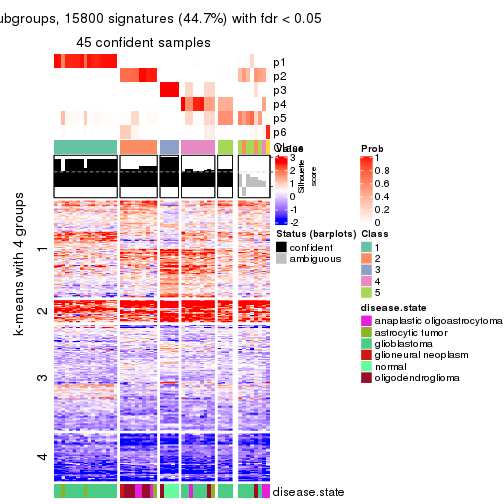 ubgroups, 15800 signatures (44.7%) with fdr < 0.05
45 confident samples
p1
p2
p3
p4
p5
p6
Class
Value
3
2
1
0
-1
-2
Silhouette
score
Prob
1
0.8
0.6
0.4
0.2
0
Status (barplots)
confident
ambiguous
Class
1
2
3
4
5
disease.state
anaplastic oligoastrocytoma
astrocytic tumor
glioblastoma
glioneural neoplasm
normal
oligodendroglioma
k-means with 4 groups
1
2
3
4
disease.state